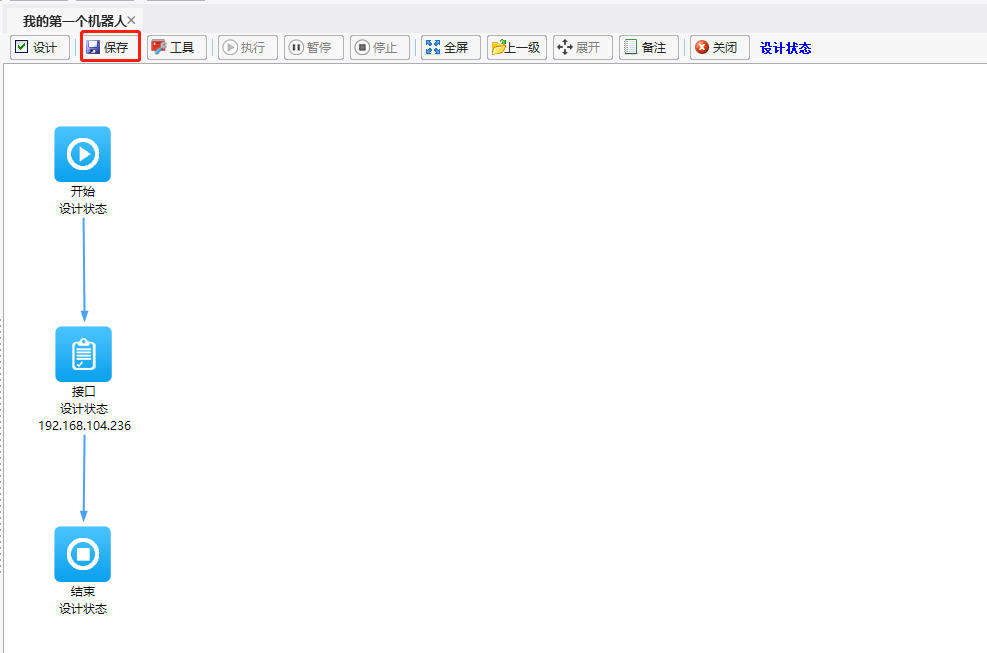 我的第一个机器人
设计 保存 工具 执行 暂停 停止 全屏 上一级 展开 备注 关闭 设计状态
开始
设计状态
接口
设计状态
192.168.104.236
结束
设计状态